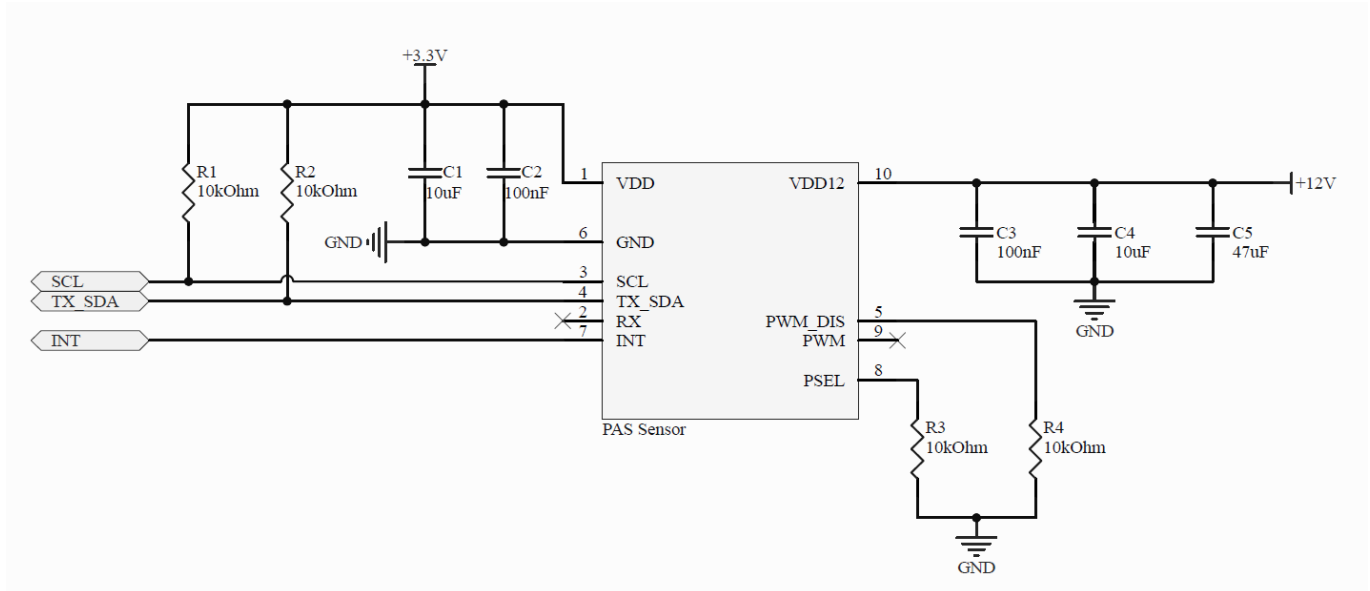 +3.3V
R1
10kOhm
R2
10kOhm
C1
10uF
C2
100nF
1
VDD
VDD12
10
+12V
GND
6
GND
C3
100nF
C4
10uF
C5
47uF
SCL
3
SCL
TX_SDA
4
TX_SDA
2
RX
PWM_DIS
5
GND
INT
7
INT
PWM
9
PSEL
8
PAS Sensor
R3
10kOhm
R4
10kOhm
GND